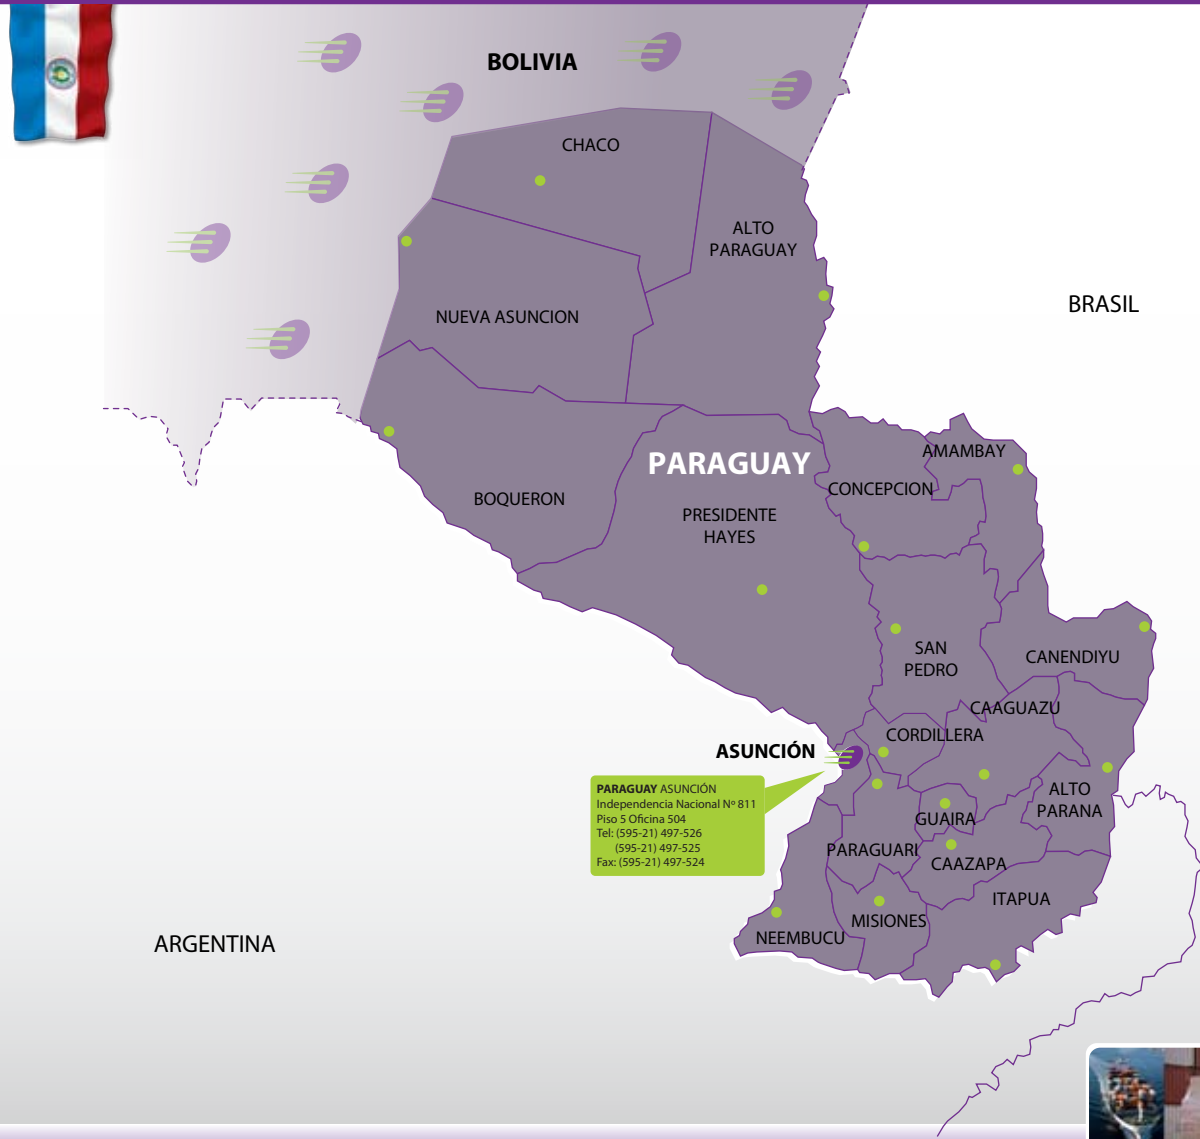 BOLIVIA
CHACO
ALTO
PARAGUAY
BRASIL
NUEVA ASUNCION
AMAMBAY
PARAGUAY
CONCEPCION
BOQUERON
PRESIDENTE
HAYES
SAN
PEDRO
CANENDIYU
CAAGUAZU
CORDILLERA
ASUNCIÓN
PARAGUAY ASUNCIÓN
Independencia Nacional Nº 811
Piso 5 Oficina 504
Tel: (595-21) 497-526
(595-21) 497-525
Fax: (595-21) 497-524
ALTO
PARANA
GUAIRA
PARAGUARI
CAAZAPA
ITAPUA
MISIONES
NEEMBUCU
ARGENTINA